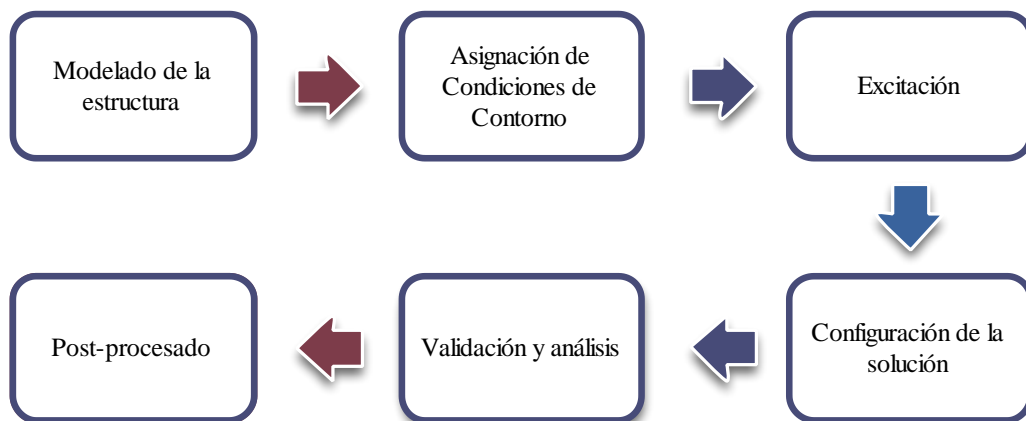 Modelado de la
estructura
Asignación de
Condiciones de
Contorno
Excitación
Configuración de la
solución
Validación y análisis
Post-procesado